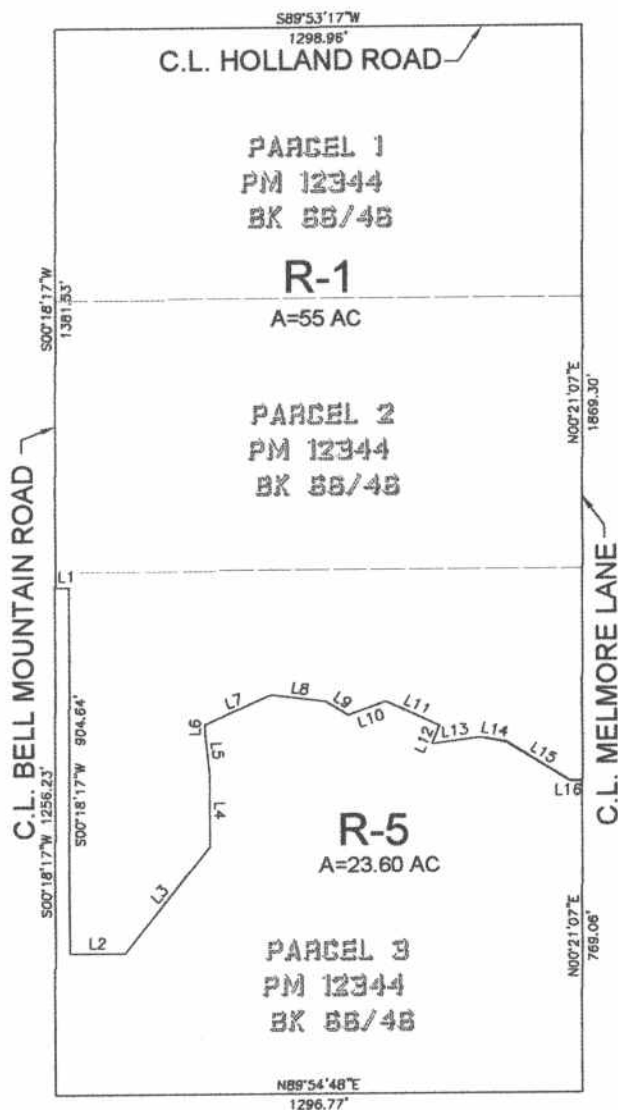 S89°53'17"W
1298.96'
C.L. HOLLAND ROAD
PARCEL 1
PM 12344
BK 66/46
R-1
A=55 AC
S00°18'17"W
1381.53'
PARCEL 2
PM 12344
BK 66/46
N00°21'07"E
1869.30'
C.L. BELL MOUNTAIN ROAD
C.L. MELMORE LANE
L1
S00°18'17"W 1256.23'
S00°18'17"W 904.64'
L2
L3
L4
L5
L6
L7
L8
L9
L10
L11
L12
L13
L14
L15
L16
R-5
A=23.60 AC
PARCEL 3
PM 12344
BK 66/46
N00°21'07"E
769.06'
N89°54'48"E
1296.77'